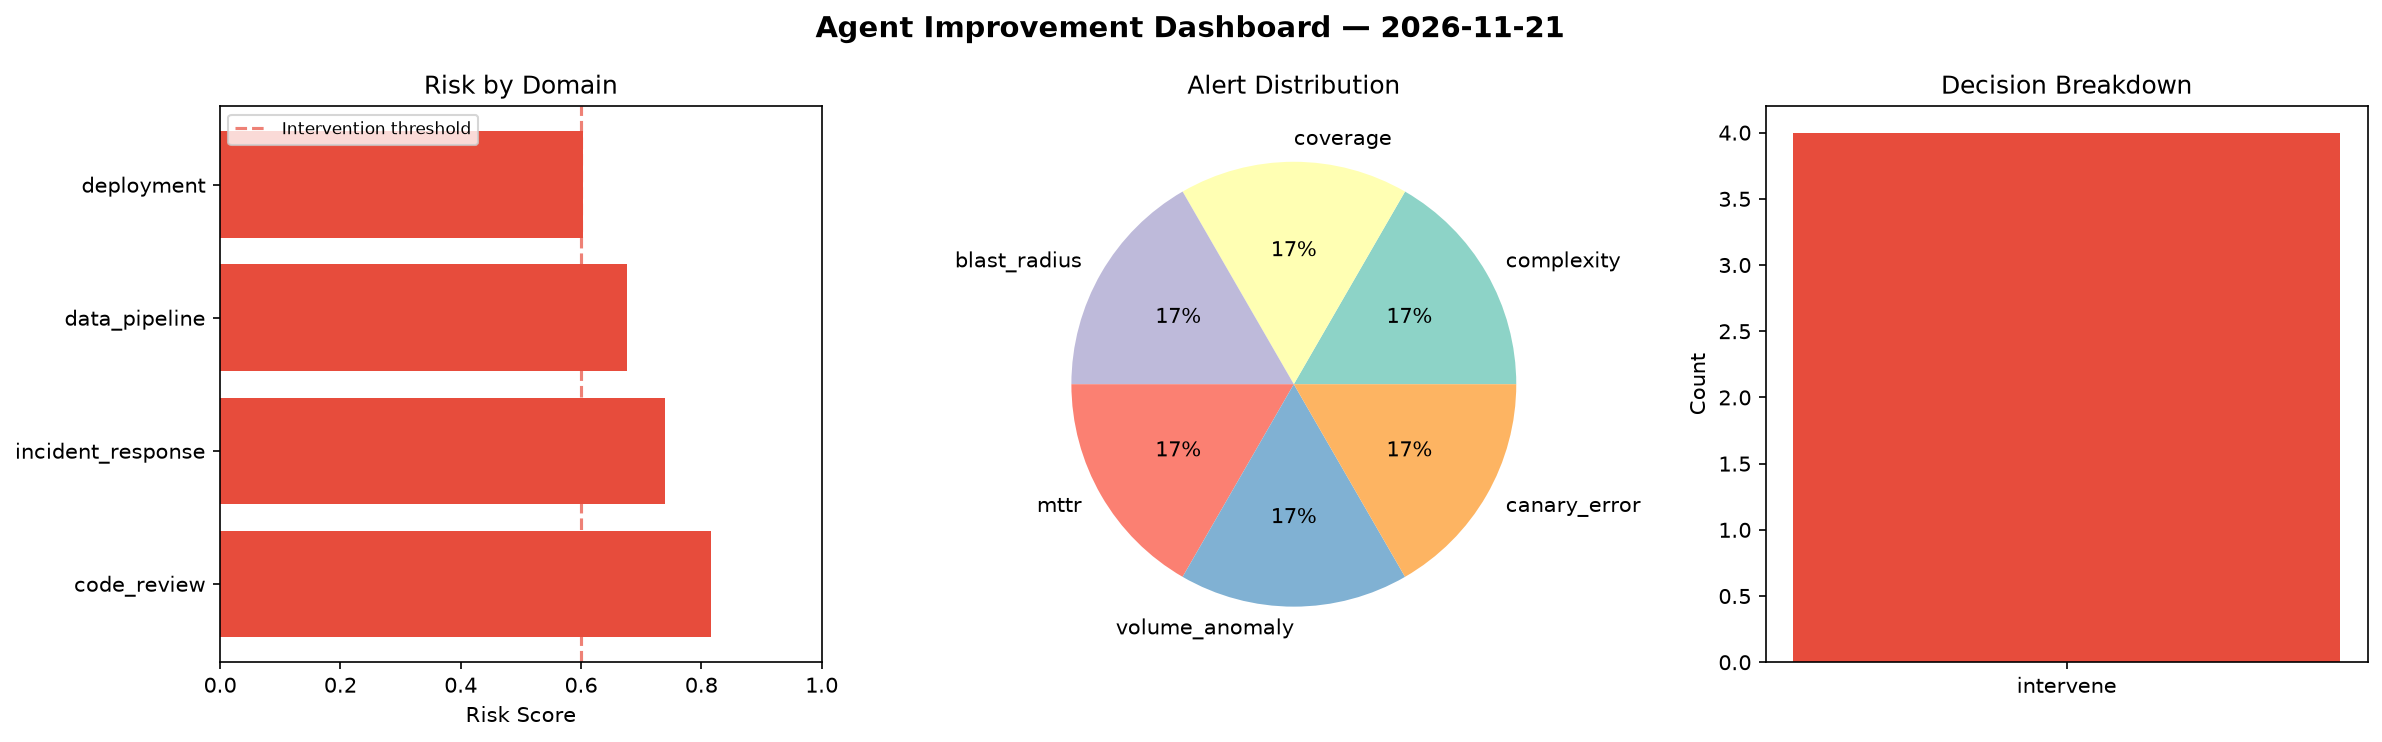 Agent Improvement Dashboard — 2026-11-21
Risk by Domain
Intervention threshold
deployment
data_pipeline
incident_response
code_review
0.0 0.2 0.4 0.6 0.8 1.0
Risk Score
Alert Distribution
coverage
complexity
blast_radius
17%
17%
17%
17%
17%
17%
mttr
canary_error
volume_anomaly
Decision Breakdown
Count
4.0
3.5
3.0
2.5
2.0
1.5
1.0
0.5
0.0
intervene